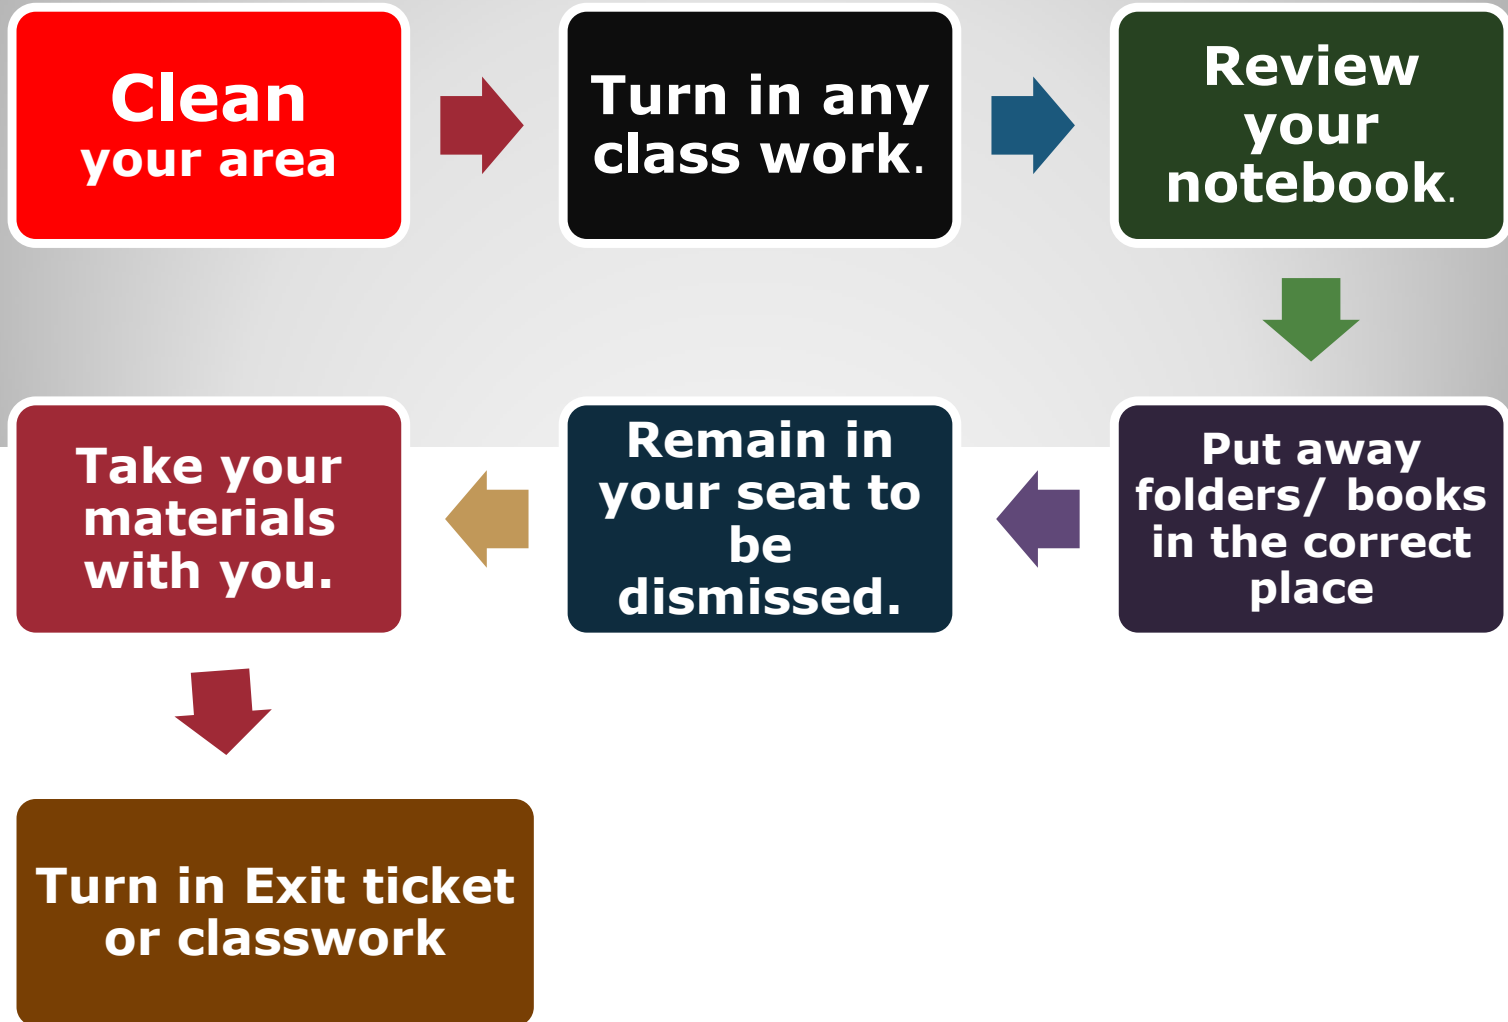 Clean
your area
Turn in any
class work.
Review
your
notebook.
Put away
folders/ books
in the correct
place
Remain in
your seat to
be
dismissed.
Take your
materials
with you.
Turn in Exit ticket
or classwork